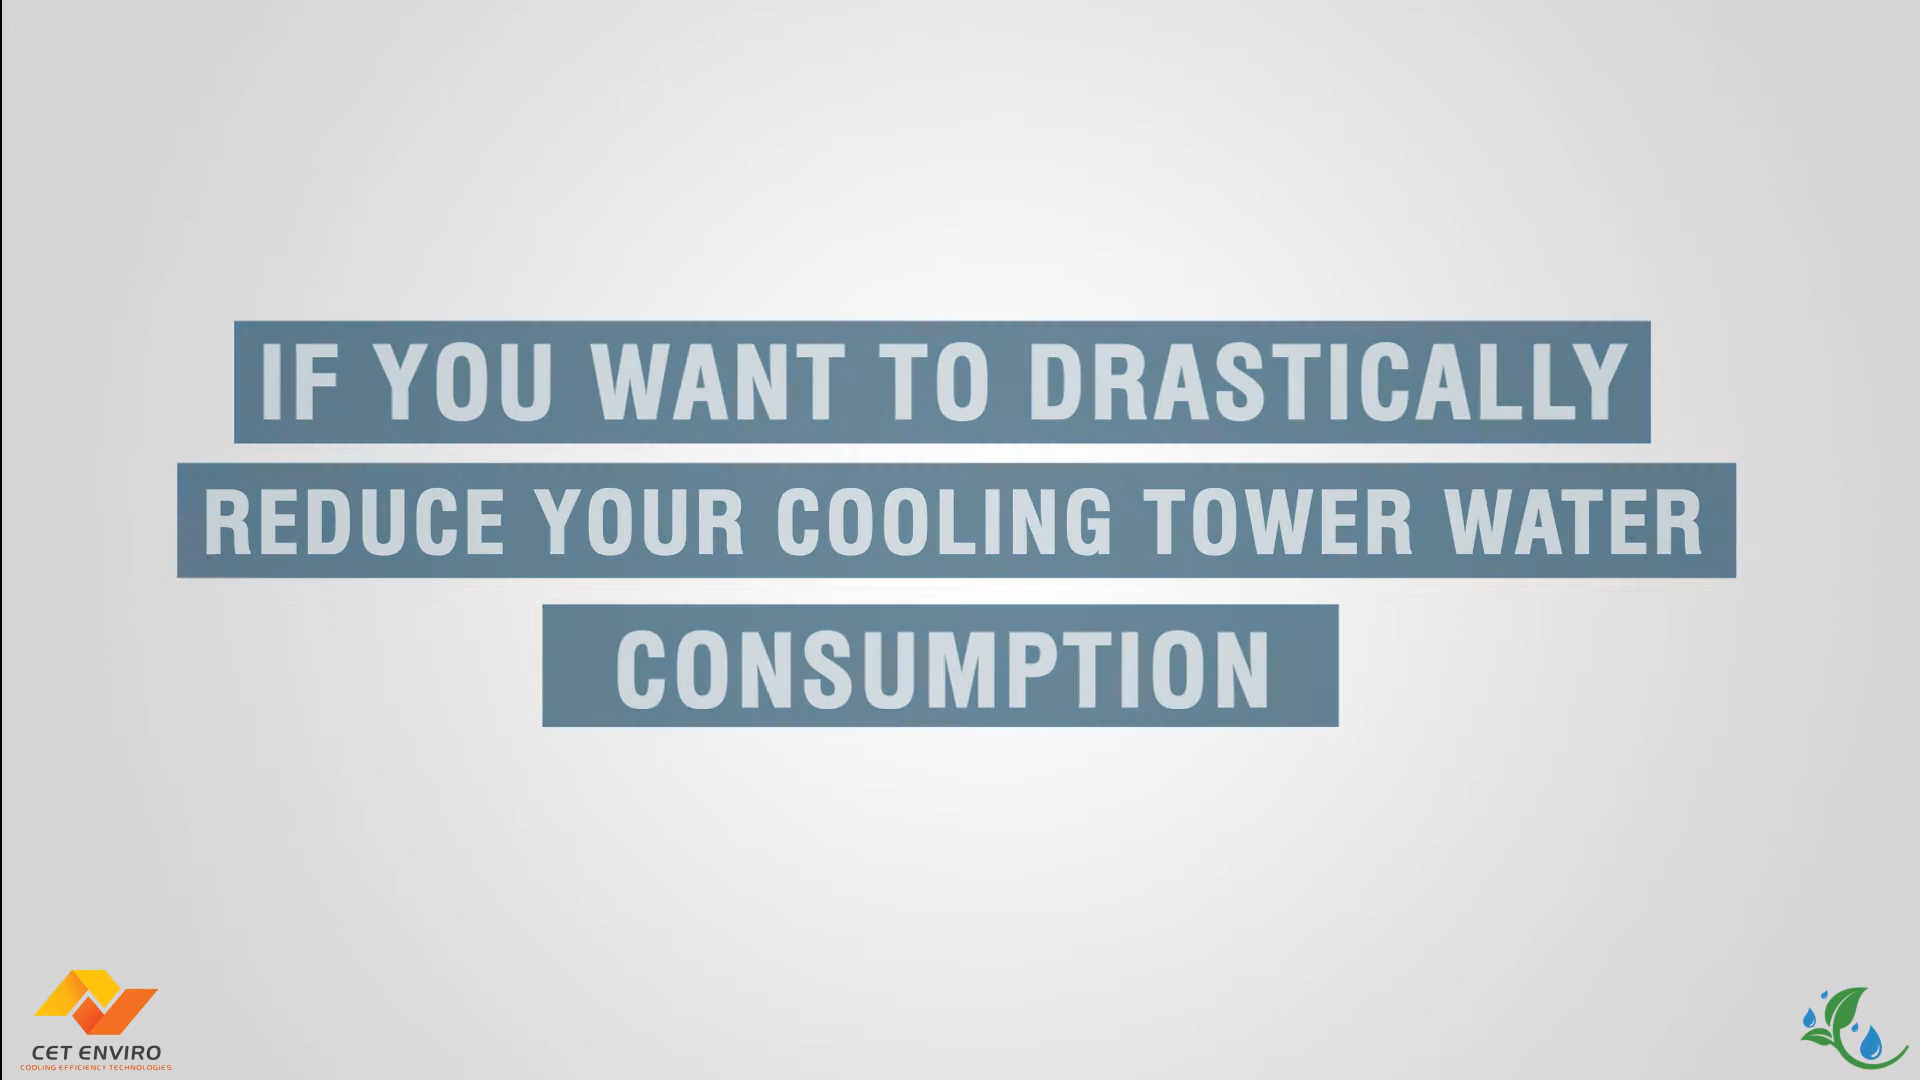 IF YOU WANT TO DRASTICALLY
REDUCE YOUR COOLING TOWER WATER
CONSUMPTION
CET ENVIRO
COOLING EFFICIENCY TECHNOLOGIES